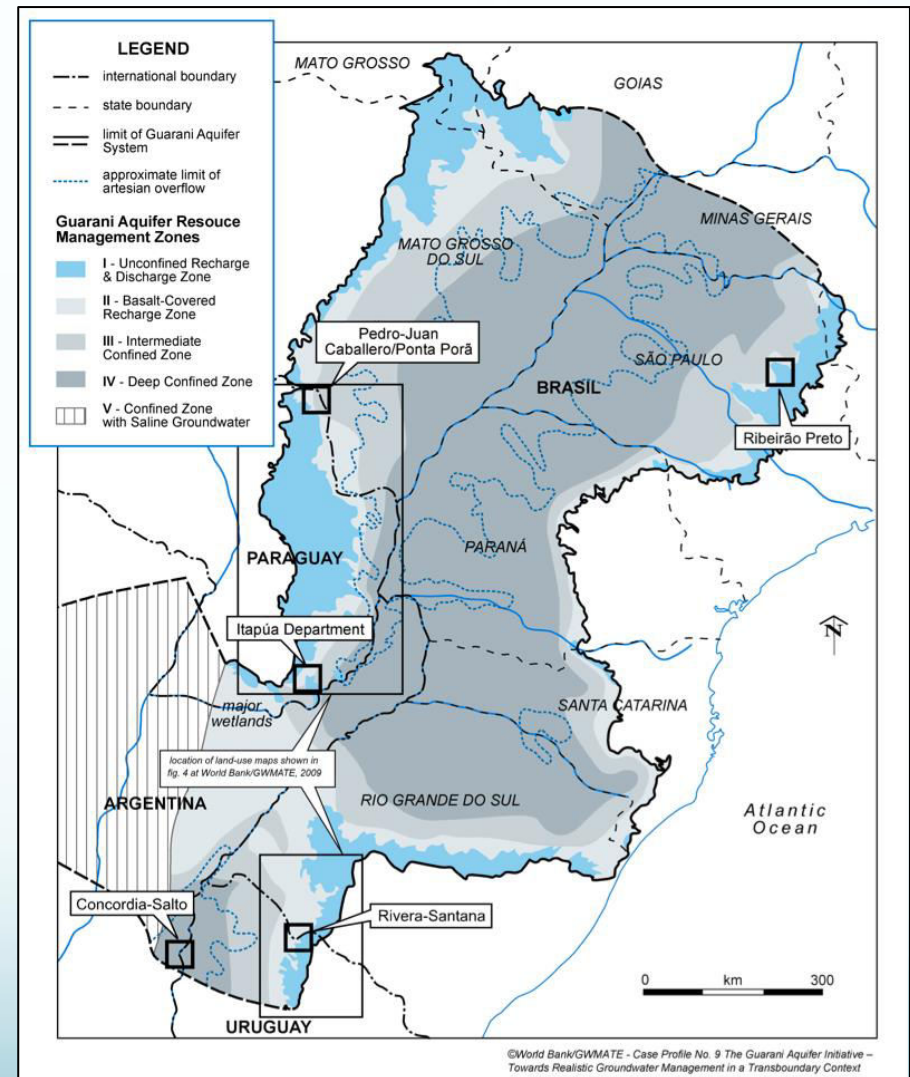 LEGEND
international boundary
state boundary
limit of Guarani Aquifer
System
approximate limit of
artesian overflow
Guarani Aquifer Resouce
Management Zones
I - Unconfined Recharge
& Discharge Zone
II - Basalt-Covered
Recharge Zone
III - Intermediate
Confined Zone
IV - Deep Confined Zone
V - Confined Zone
with Saline Groundwater
MATO GROSSO
GOIAS
MINAS GERAIS
MATO GROSSO
DO SUL
Pedro-Juan
Caballero/Ponta Porã
SÃO PAULO
BRASIL
Ribeirão Preto
PARANÁ
PARAGUAY
Itapúa Department
N
major
wetlands
SANTA CATARINA
location of land-use maps shown in
fig. 4 at World Bank/GWMATE, 2009
ARGENTINA
RIO GRANDE DO SUL
Atlantic
Ocean
Concordia-Salto
Rivera-Santana
0 km 300
URUGUAY
©World Bank/GWMATE - Case Profile No. 9 The Guarani Aquifer Initiative –
Towards Realistic Groundwater Management in a Transboundary Context